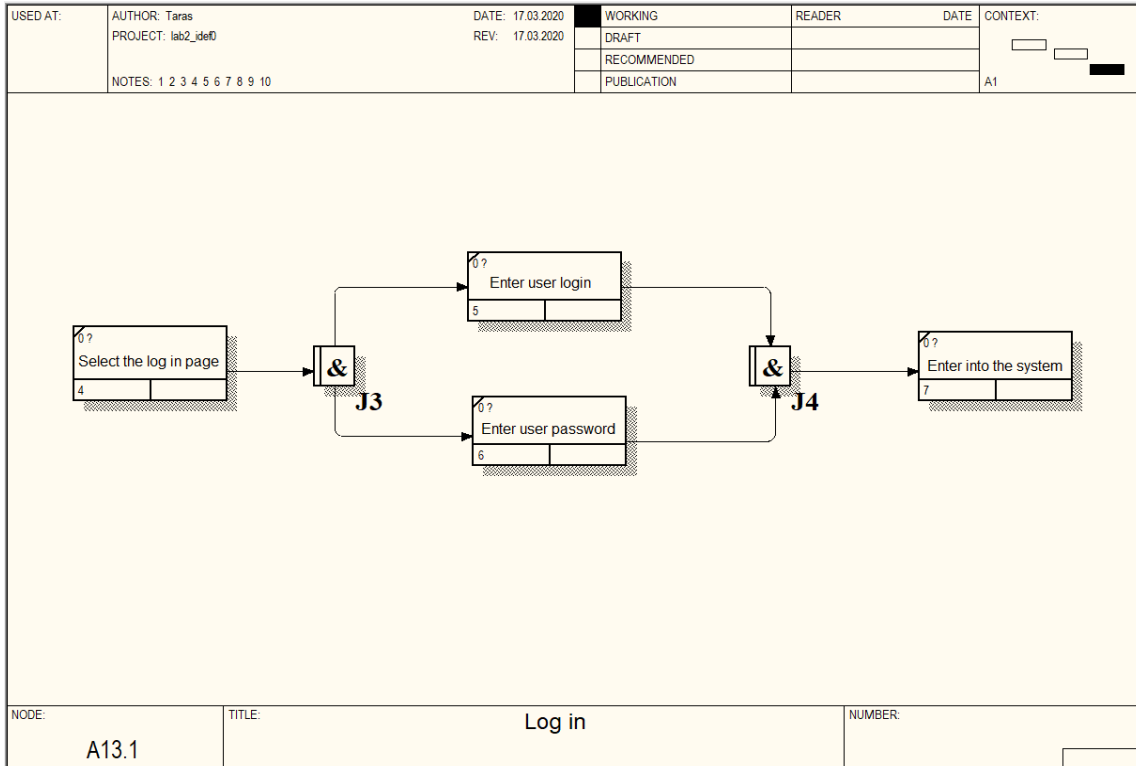 USED AT:
AUTHOR: Taras
DATE: 17.03.2020
PROJECT: lab2_idef0
REV: 17.03.2020
NOTES: 1 2 3 4 5 6 7 8 9 10
WORKING
DRAFT
RECOMMENDED
PUBLICATION
READER DATE
CONTEXT:
A1
0 ?
Select the log in page
4
&
J3
0 ?
Enter user login
5
0 ?
Enter user password
6
&
J4
0 ?
Enter into the system
7
NODE:
A13.1
TITLE:
Log in
NUMBER: